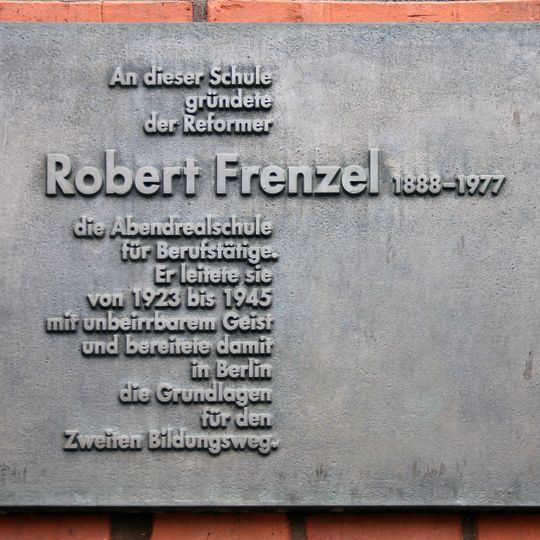 An dieser Schule
gründete
der Reformer
Robert Frenzel 1888–1977
die Abendrealschule
für Berufstätige.
Er leitete sie
von 1923 bis 1945
mit unbeirrbarem Geist
und bereitete damit
in Berlin
die Grundlagen
für den
Zweiten Bildungsweg.